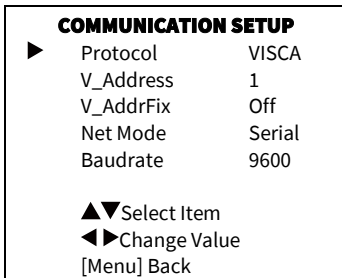 COMMUNICATION SETUP
▶ Protocol VISCA
V_Address 1
V_AddrFix Off
Net Mode Serial
Baudrate 9600
▲▼Select Item
◀ ▶Change Value
[Menu] Back